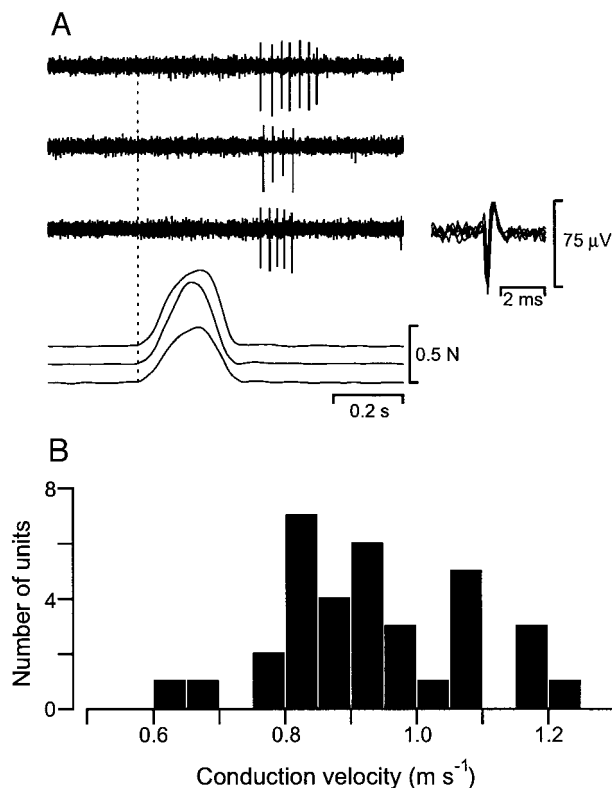 A
75 μV
2 ms
0.5 N
0.2 s
B
8
4
0
Number of units
0.6
0.8
1.0
1.2
Conduction velocity (m s⁻¹)